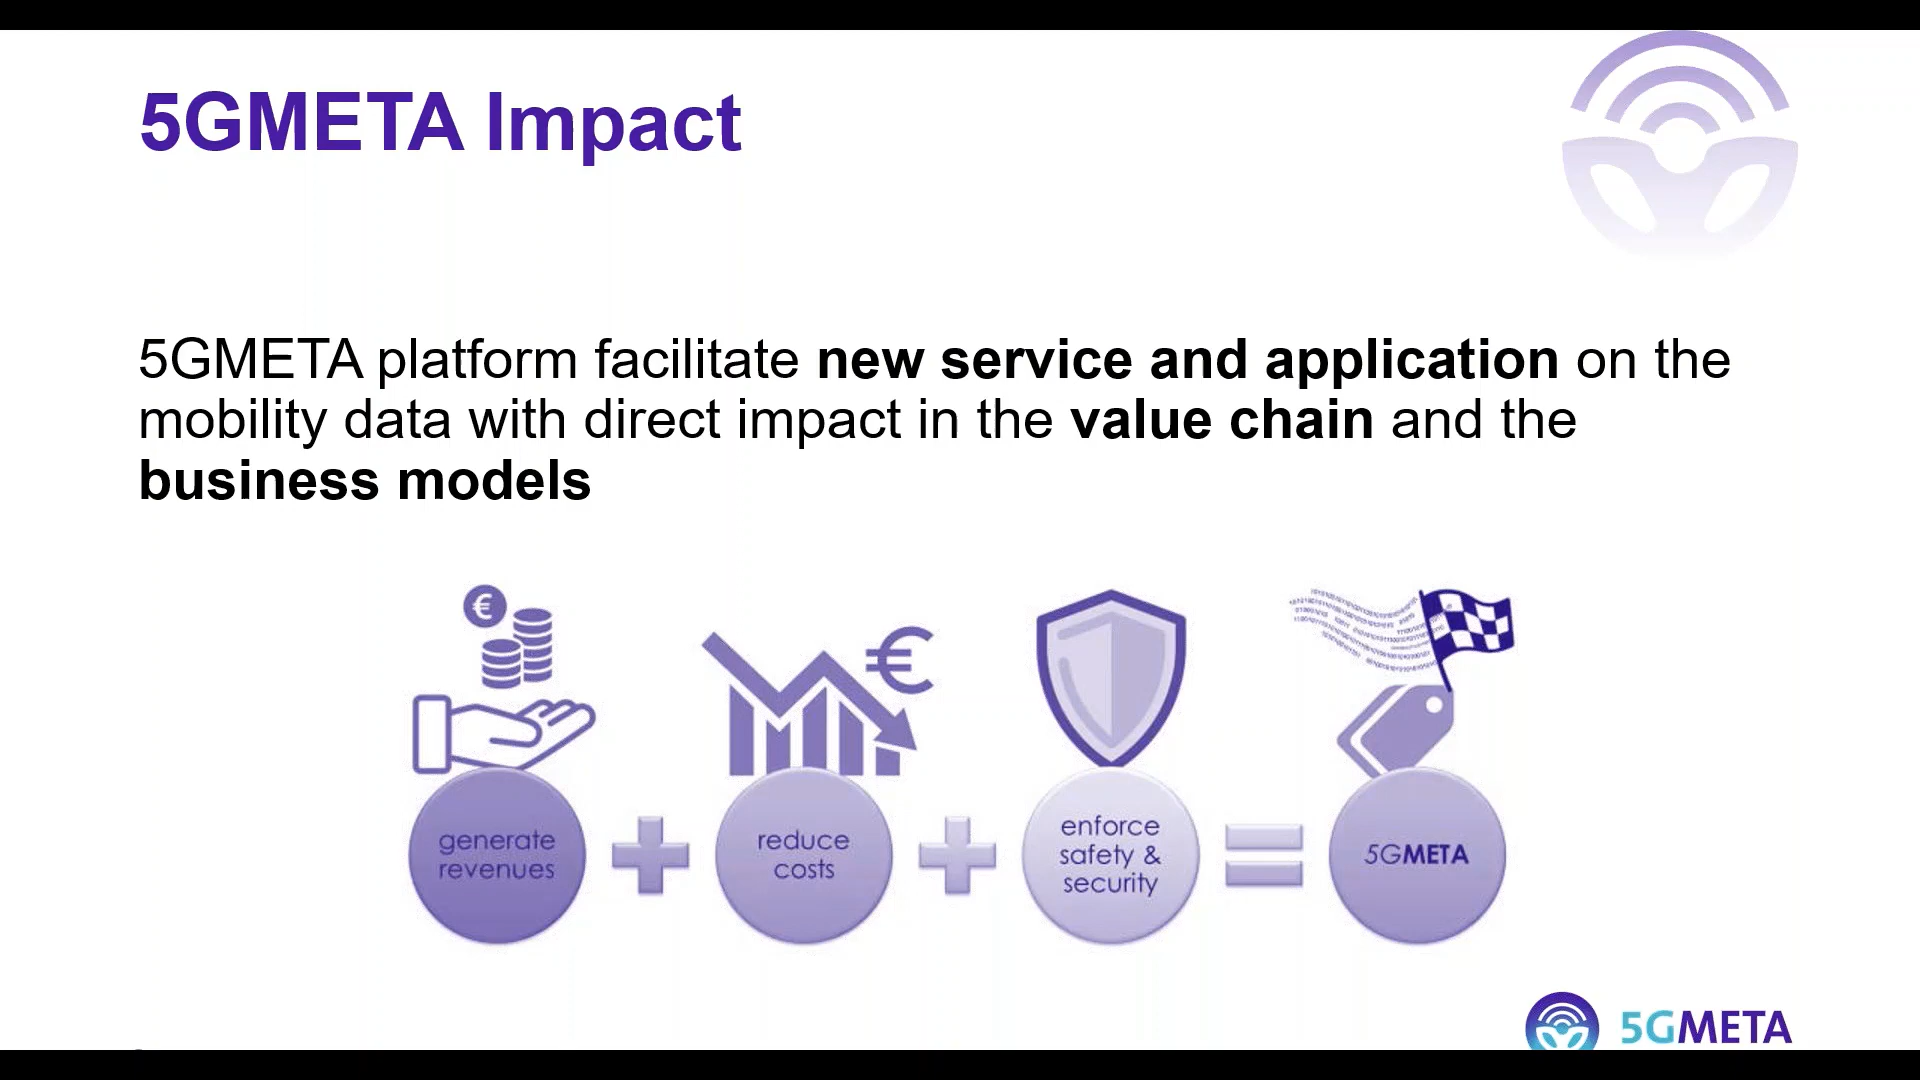 5GMETA Impact
5GMETA platform facilitate new service and application on the
mobility data with direct impact in the value chain and the
business models
€
€
generate
revenues
reduce
costs
enforce
safety &
security
5GMETA
5GMETA